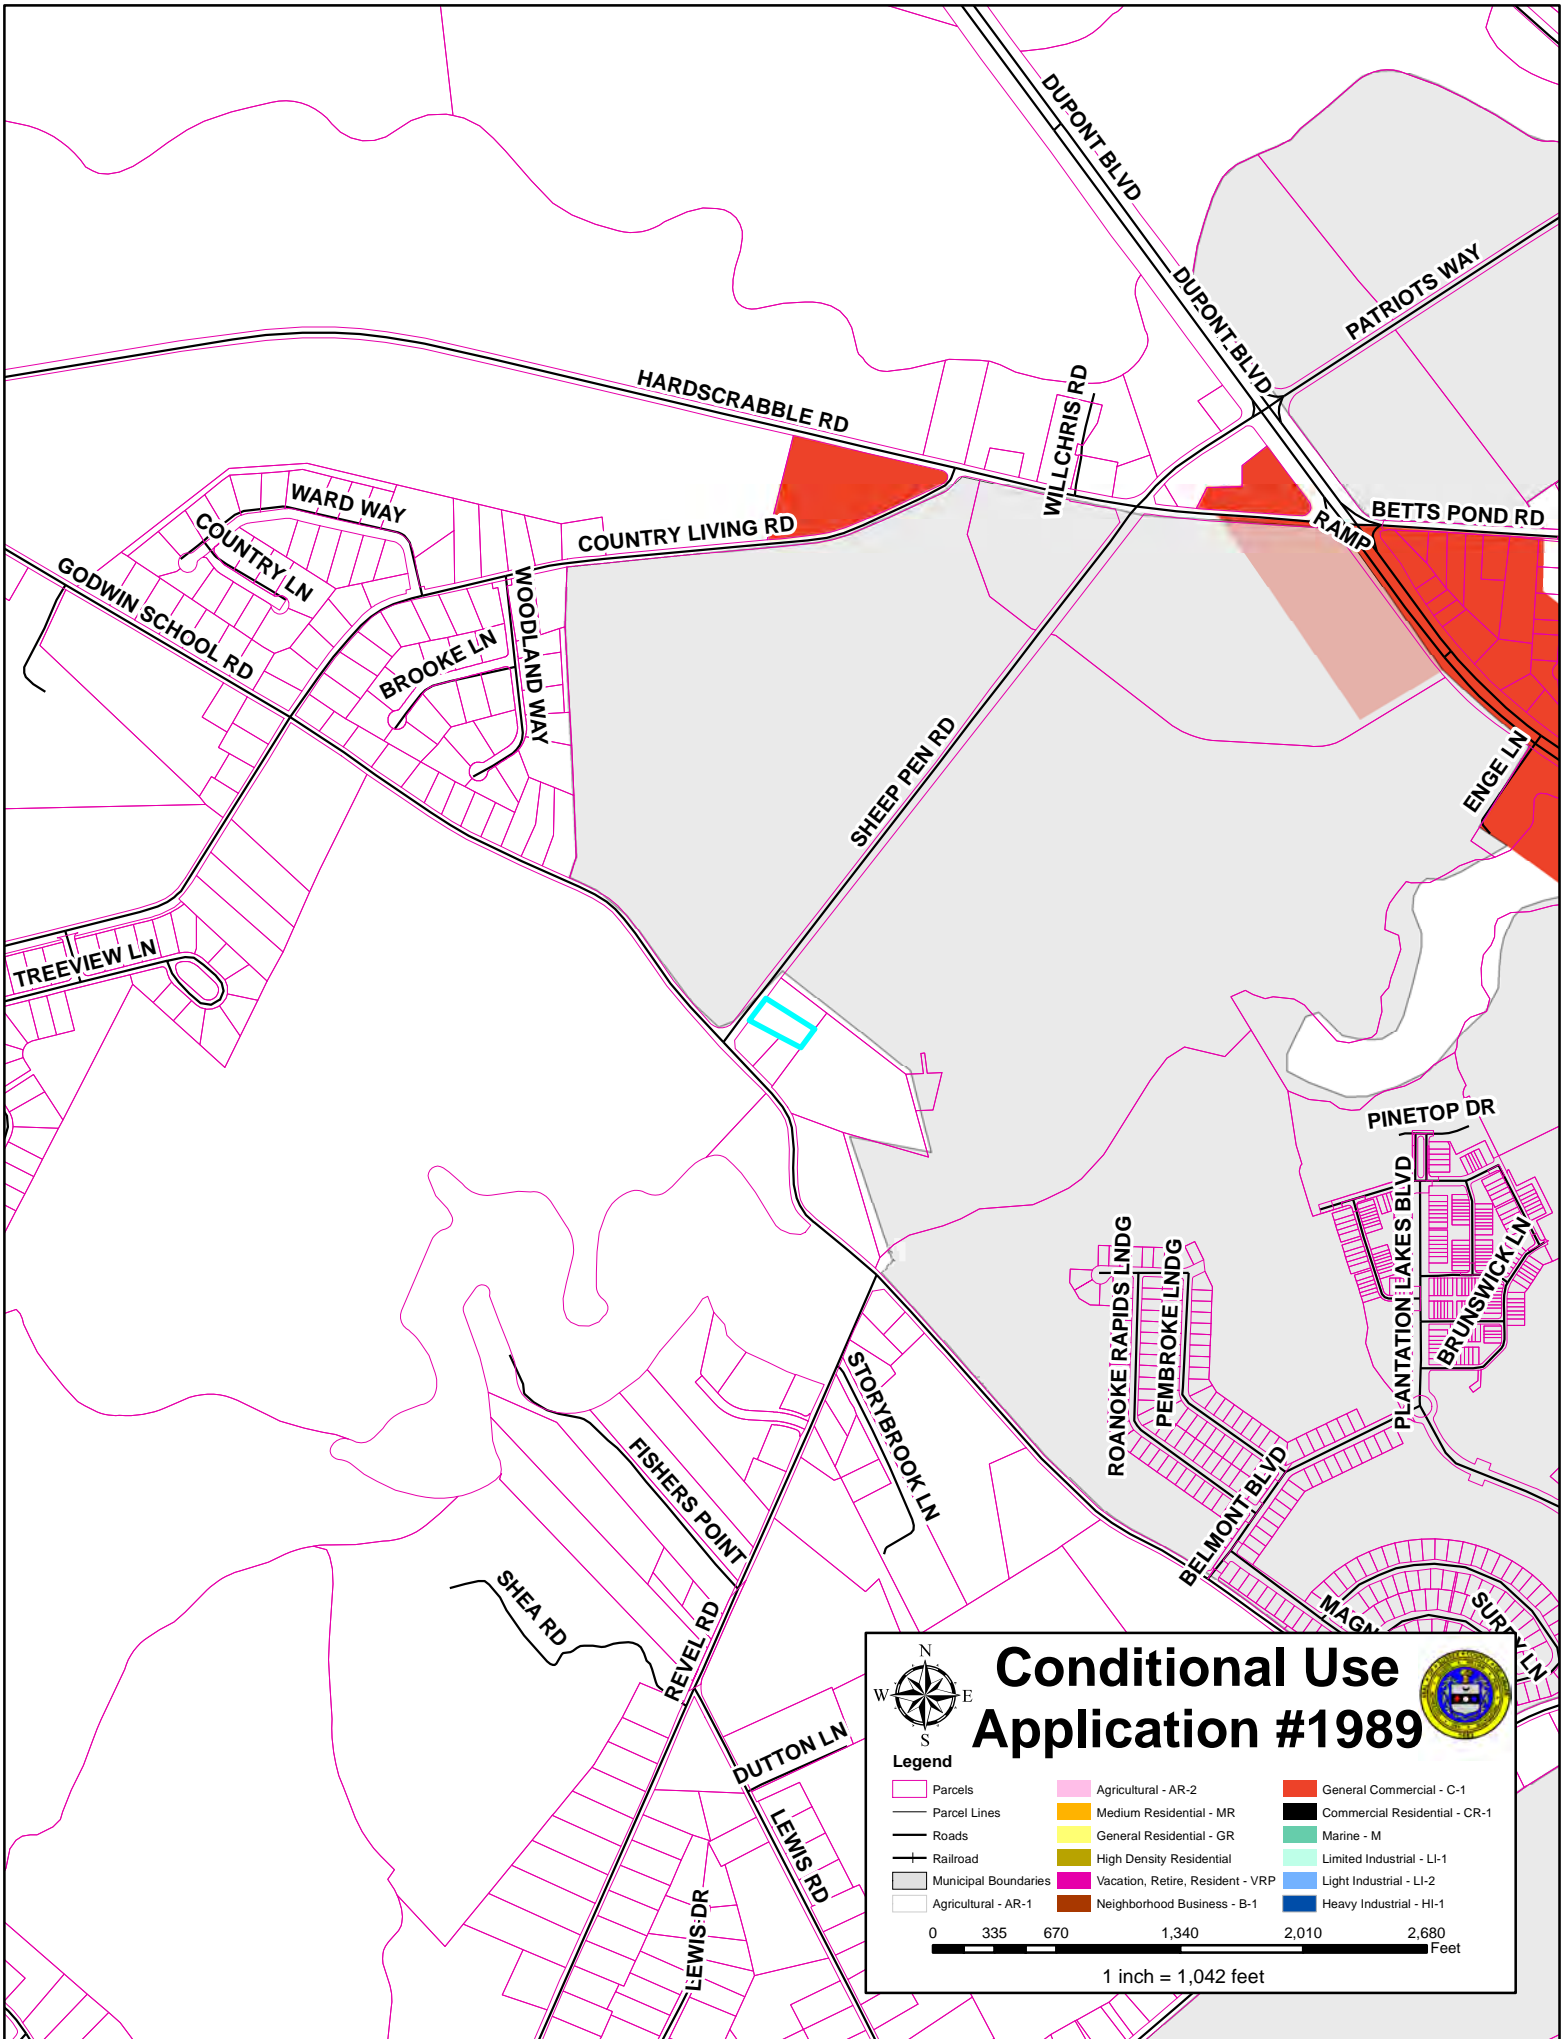 DUPONT BLVD
DUPONT BLVD
PATRIOTS WAY
HARDSCRABBLE RD
WILLCHRIS RD
WARD WAY
COUNTRY LN
COUNTRY LIVING RD
BETTS POND RD
RAMP
GODWIN SCHOOL RD
WOODLAND WAY
BROOKE LN
SHEEP PEN RD
ENGE LN
TREEVIEW LN
PINETOP DR
PLANTATION LAKES BLVD
BRUNSWICK LN
ROANOKE RAPIDS LNDG
PEMBROKE LNDG
STORYBROOK LN
FISHERS POINT
BELMONT BLVD
SHEA RD
REVEL RD
MAGN
SURRY LN
DUTTON LN
LEWIS RD
LEWIS DR
N
W E
S
Conditional Use
Application #1989
Legend
Parcels
Parcel Lines
Roads
Railroad
Municipal Boundaries
Agricultural - AR-1
Agricultural - AR-2
Medium Residential - MR
General Residential - GR
High Density Residential
Vacation, Retire, Resident - VRP
Neighborhood Business - B-1
General Commercial - C-1
Commercial Residential - CR-1
Marine - M
Limited Industrial - LI-1
Light Industrial - LI-2
Heavy Industrial - HI-1
0 335 670 1,340 2,010 2,680
Feet
1 inch = 1,042 feet